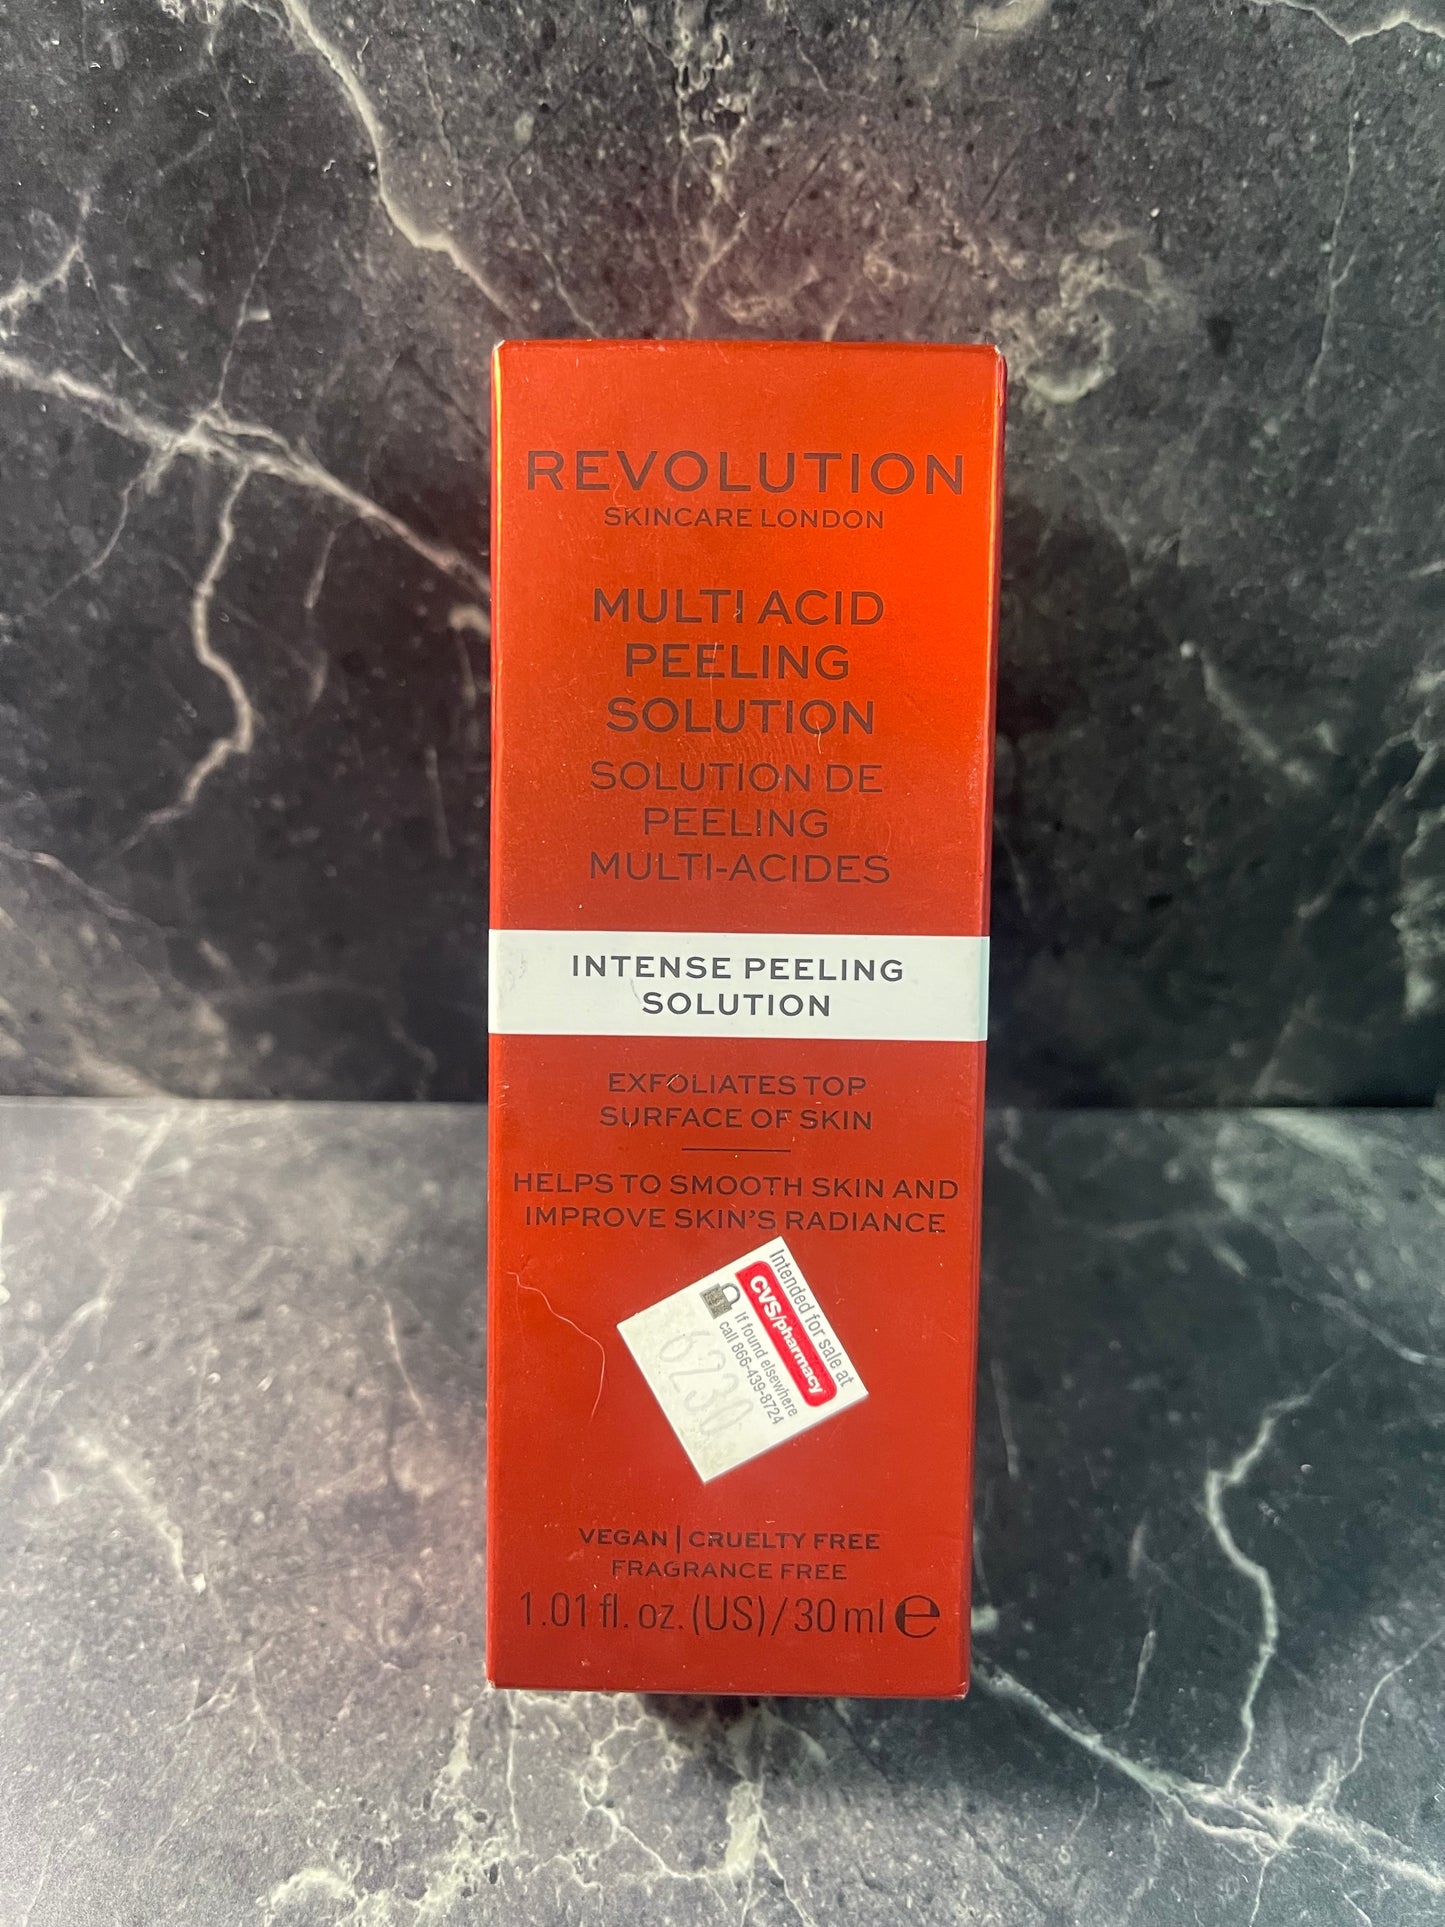 REVOLUTION
SKINCARE LONDON
MULTI ACID
PEELING
SOLUTION
SOLUTION DE
PEELING
MULTI-ACIDES
INTENSE PEELING
SOLUTION
EXFOLIATES TOP
SURFACE OF SKIN
HELPS TO SMOOTH SKIN AND
IMPROVE SKIN'S RADIANCE
Intended for sale at
CVS/pharmacy
If found elsewhere
call 866-439-8724
6230
VEGAN | CRUELTY FREE
FRAGRANCE FREE
1.01 fl. oz. (US) / 30 ml ℮